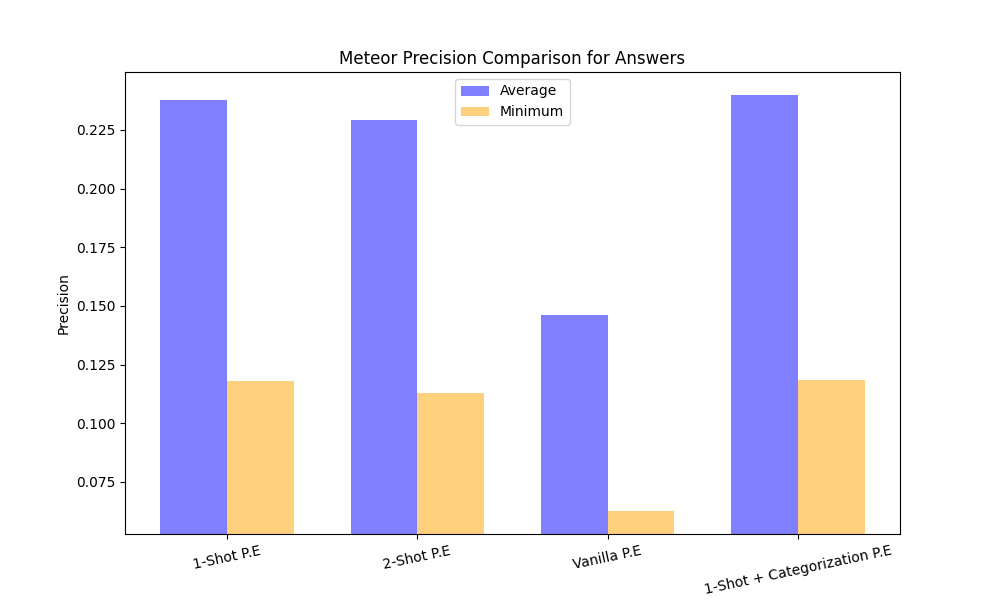 Meteor Precision Comparison for Answers
Average
Minimum
Precision
0.225
0.200
0.175
0.150
0.125
0.100
0.075
1-Shot P.E
2-Shot P.E
Vanilla P.E
1-Shot + Categorization P.E